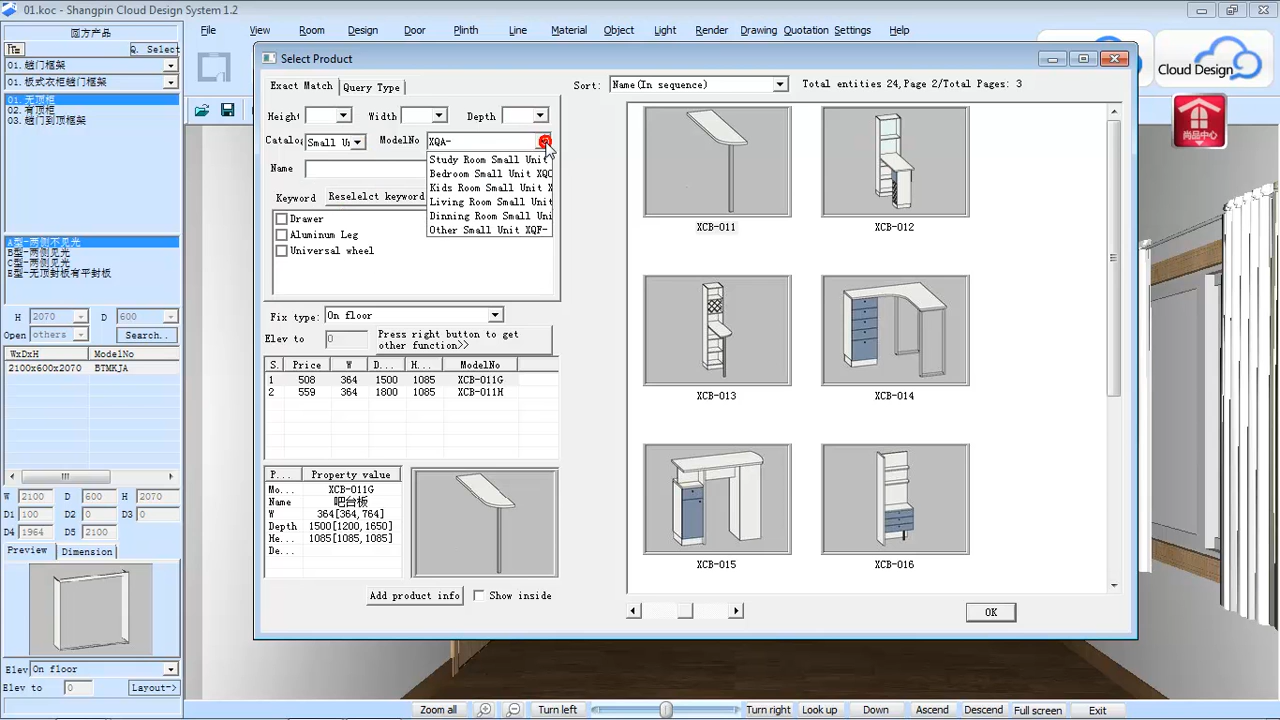 01.koc - Shangpin Cloud Design System 1.2
圆方产品
Q. Select
File
View
Room
Design
Door
Plinth
Line
Material
Object
Light
Render
Drawing
Quotation
Settings
Help
01. 趟门框架
01. 板式衣柜趟门框架
01. 无顶柜
02. 有顶柜
03. 趟门到顶框架
A型-两侧不见光
B型-两侧见光
C型-两侧见光
E型-无顶封板有平封板
H 2070 D 600
Open others Search..
WxDxH ModelNo
2100x600x2070 BTMKJA
W 2100 D 600 H 2070
D1 100 D2 0 D3 0
D4 1964 D5 2100
Preview Dimension
Elev On floor
Elev to 0 Layout->
Select Product
Exact Match Query Type
Height Width Depth
Catalo Small U ModelNo XQA-
Name
Study Room Small Unit
Bedroom Small Unit XQC
Kids Room Small Unit X
Living Room Small Unit
Dinning Room Small Uni
Other Small Unit XQF-
Keyword Reselelct keyword
Drawer
Aluminum Leg
Universal wheel
Fix type: On floor
Elev to 0 Press right button to get
other function>>
S. Price W D... H... ModelNo
1 508 364 1500 1085 XCB-011G
2 559 364 1800 1085 XCB-011H
P... Property value
Mo... XCB-011G
Name 吧台板
W 364[364, 764]
Depth 1500[1200, 1650]
He... 1085[1085, 1085]
De...
Add product info Show inside
Sort: Name(In sequence) Total entities 24,Page 2/Total Pages: 3
XCB-011
XCB-012
XCB-013
XCB-014
XCB-015
XCB-016
OK
Cloud Design
尚品中心
Zoom all
Turn left
Turn right
Look up
Down
Ascend
Descend
Full screen
Exit